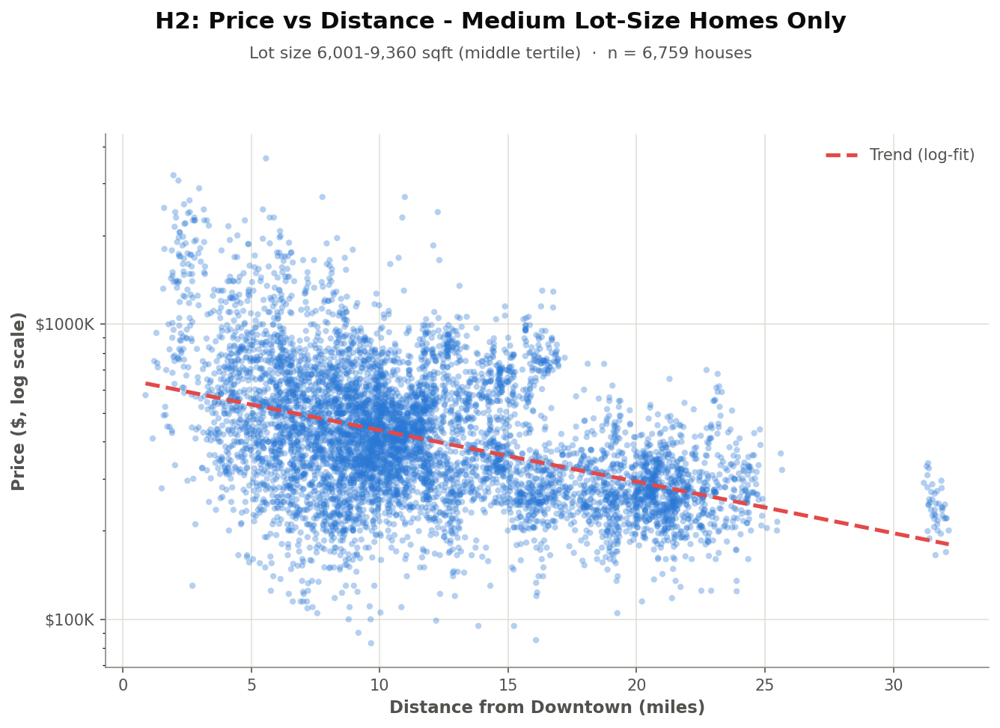 H2: Price vs Distance - Medium Lot-Size Homes Only
Lot size 6,001-9,360 sqft (middle tertile)  ·  n = 6,759 houses
Trend (log-fit)
Price ($, log scale)
$1000K
$100K
0 5 10 15 20 25 30
Distance from Downtown (miles)